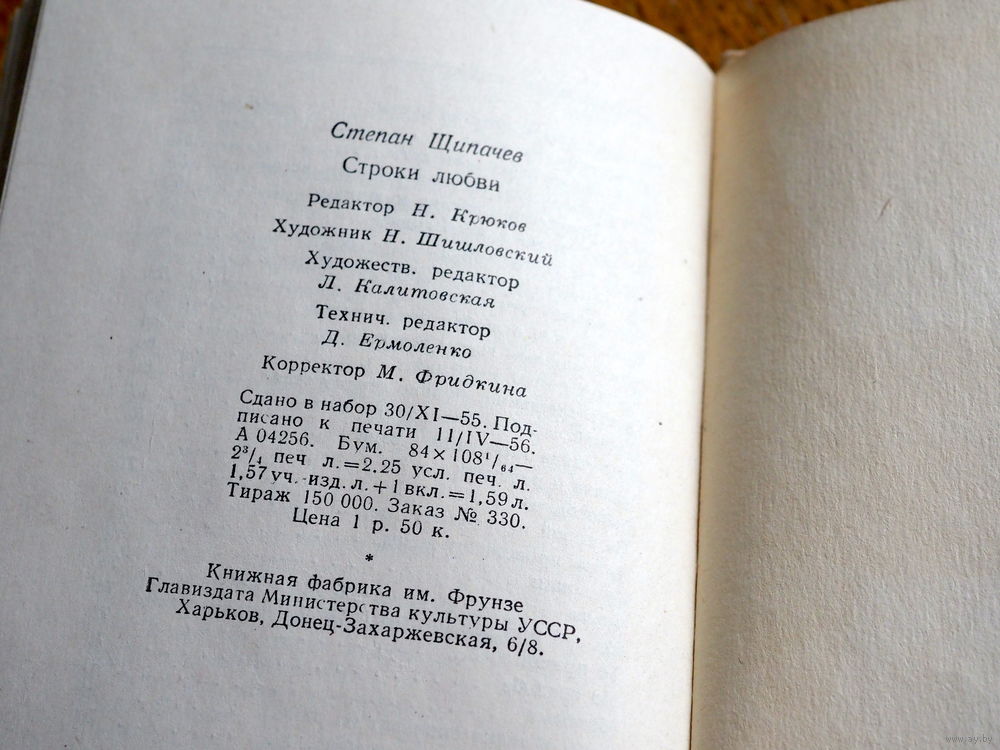 Степан Щипачев
Строки любви
Редактор Н. Крюков
Художник Н. Шишловский
Художеств. редактор
Л. Калитовская
Технич. редактор
Д. Ермоленко
Корректор М. Фридкина
Сдано в набор 30/XI—55. Под-
писано к печати 11/IV—56.
А 04256. Бум. 84×108¹/₆₄—
2³/₄ печ л.=2.25 усл. печ. л.
1,57 уч.-изд. л.+1 вкл.=1,59 л.
Тираж 150 000. Заказ № 330.
Цена 1 р. 50 к.
*
Книжная фабрика им. Фрунзе
Главиздата Министерства культуры УССР,
Харьков, Донец-Захаржевская, 6/8.
www.ay.by